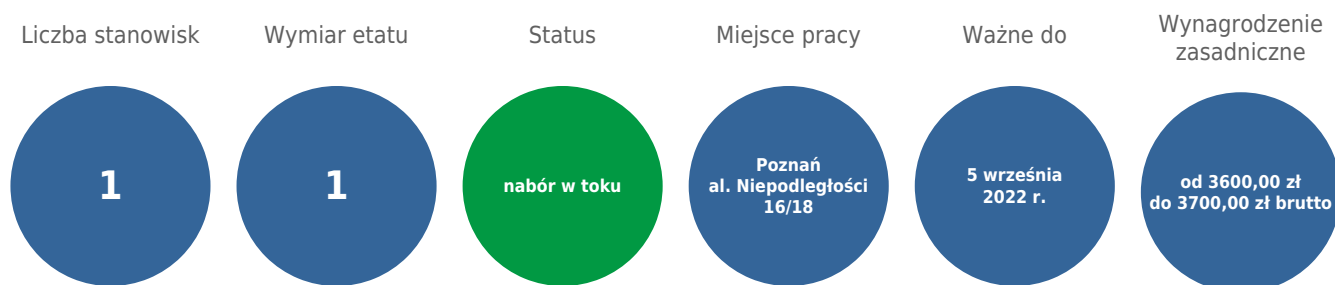 Liczba stanowisk
1
Wymiar etatu
1
Status
nabór w toku
Miejsce pracy
Poznań
al. Niepodległości
16/18
Ważne do
5 września
2022 r.
Wynagrodzenie
zasadnicze
od 3600,00 zł
do 3700,00 zł brutto